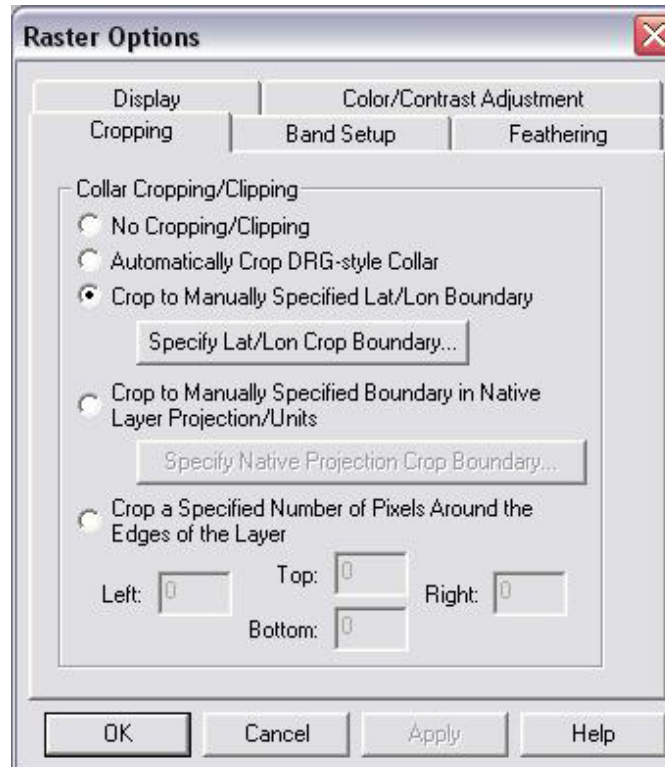 Raster Options
Display
Color/Contrast Adjustment
Cropping
Band Setup
Feathering
Collar Cropping/Clipping
No Cropping/Clipping
Automatically Crop DRG-style Collar
Crop to Manually Specified Lat/Lon Boundary
Specify Lat/Lon Crop Boundary...
Crop to Manually Specified Boundary in Native
Layer Projection/Units
Specify Native Projection Crop Boundary...
Crop a Specified Number of Pixels Around the
Edges of the Layer
Left: 0
Top: 0
Right: 0
Bottom: 0
OK
Cancel
Apply
Help